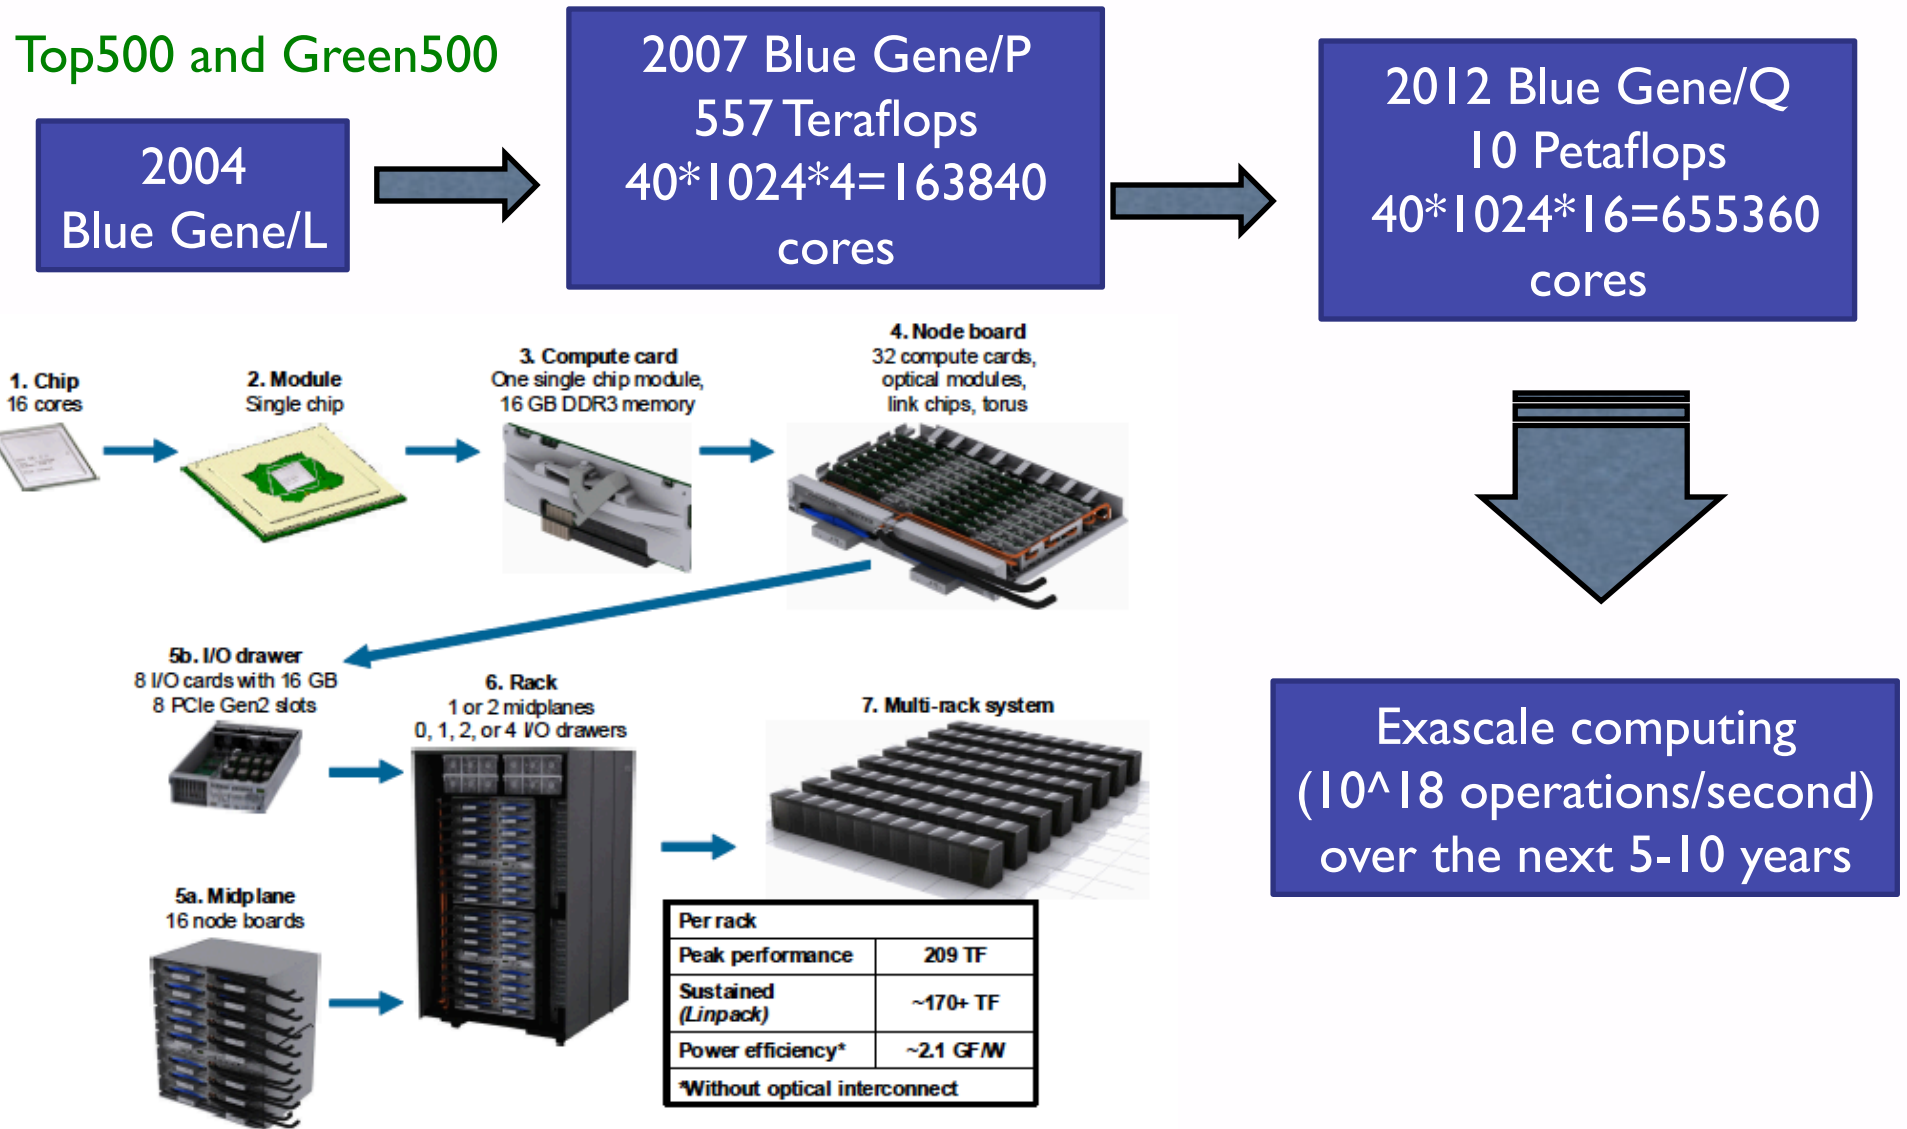 Top500 and Green500
2004
Blue Gene/L
2007 Blue Gene/P
557 Teraflops
40*1024*4=163840
cores
2012 Blue Gene/Q
10 Petaflops
40*1024*16=655360
cores
1. Chip
16 cores
2. Module
Single chip
3. Compute card
One single chip module,
16 GB DDR3 memory
4. Node board
32 compute cards,
optical modules,
link chips, torus
5b. I/O drawer
8 I/O cards with 16 GB
8 PCIe Gen2 slots
6. Rack
1 or 2 midplanes
0, 1, 2, or 4 I/O drawers
7. Multi-rack system
5a. Midplane
16 node boards
Per rack
Peak performance 209 TF
Sustained
(Linpack) ~170+ TF
Power efficiency* ~2.1 GF/W
*Without optical interconnect
Exascale computing
(10^18 operations/second)
over the next 5-10 years